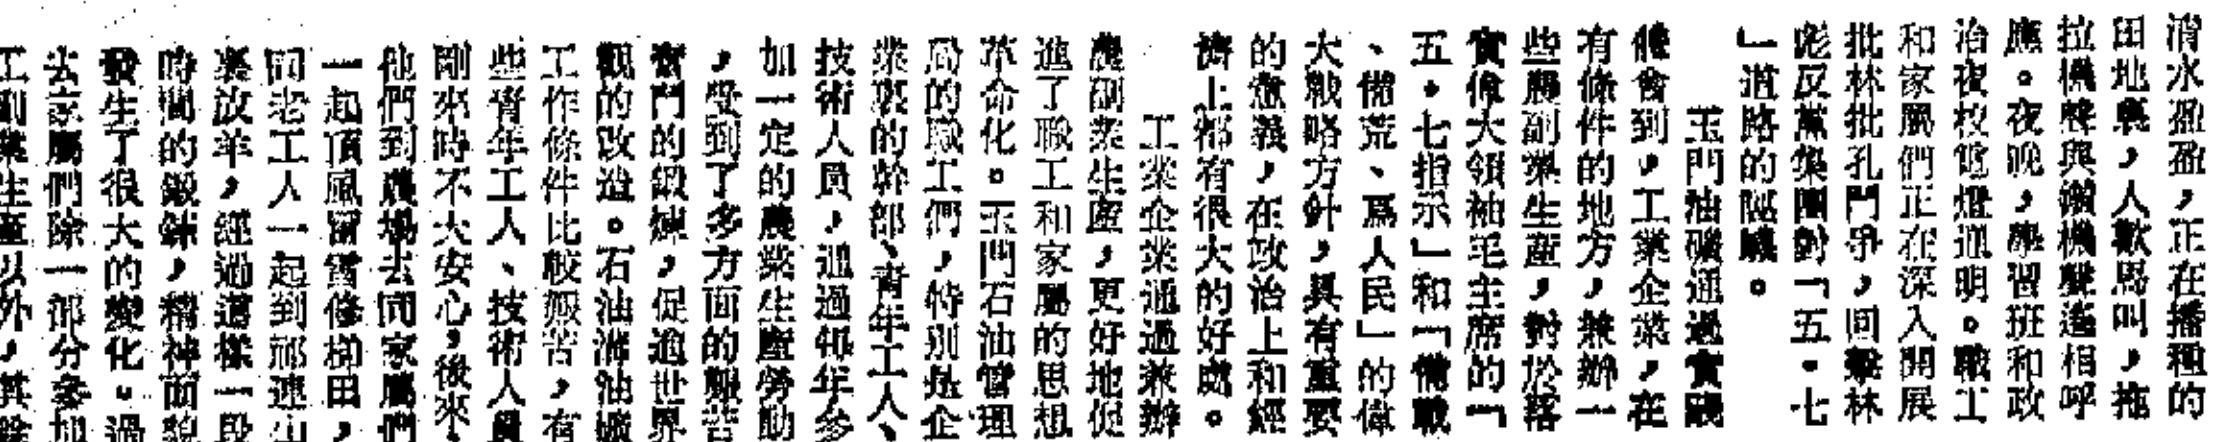 消水盈盈，正在播種的
田地裏，人歡馬叫，拖
拉機聲與鑽機聲遙相呼
應。夜晚，學習班和政
治夜校電燈通明。職工
和家屬們正在深入開展
批林批孔鬥爭，回擊林
彪反黨集團對「五・七
」道路的誣衊。
玉門油礦通過實踐
體會到，工業企業，在
有條件的地方，兼辦一
些農副業生產，對於落
實偉大領袖毛主席的「
五・七指示」和「備戰
、備荒、爲人民」的偉
大戰略方針，具有重要
的意義，在政治上和經
濟上都有很大的好處。
工業企業通過兼辦
農副業生產，更好地促
進了職工和家屬的思想
革命化。玉門石油管理
局的職工們，特別是企
業裏的幹部、青年工人、
技術人員，通過每年多
加一定的農業生產勞動
，受到了多方面的艱苦
奮鬥的鍛煉，促進世界
觀的改造。石油溝油礦
工作條件比較艱苦，有
些青年工人、技術人員
剛來時不大安心，後來，
他們到農場去同家屬們
一起頂風冒雪修梯田，
同老工人一起到祁連山
裏放羊，經過這樣一段
時間的鍛鍊，精神面貌
發生了很大的變化。過
去家屬們除一部分參加
工副業生產以外，其餘